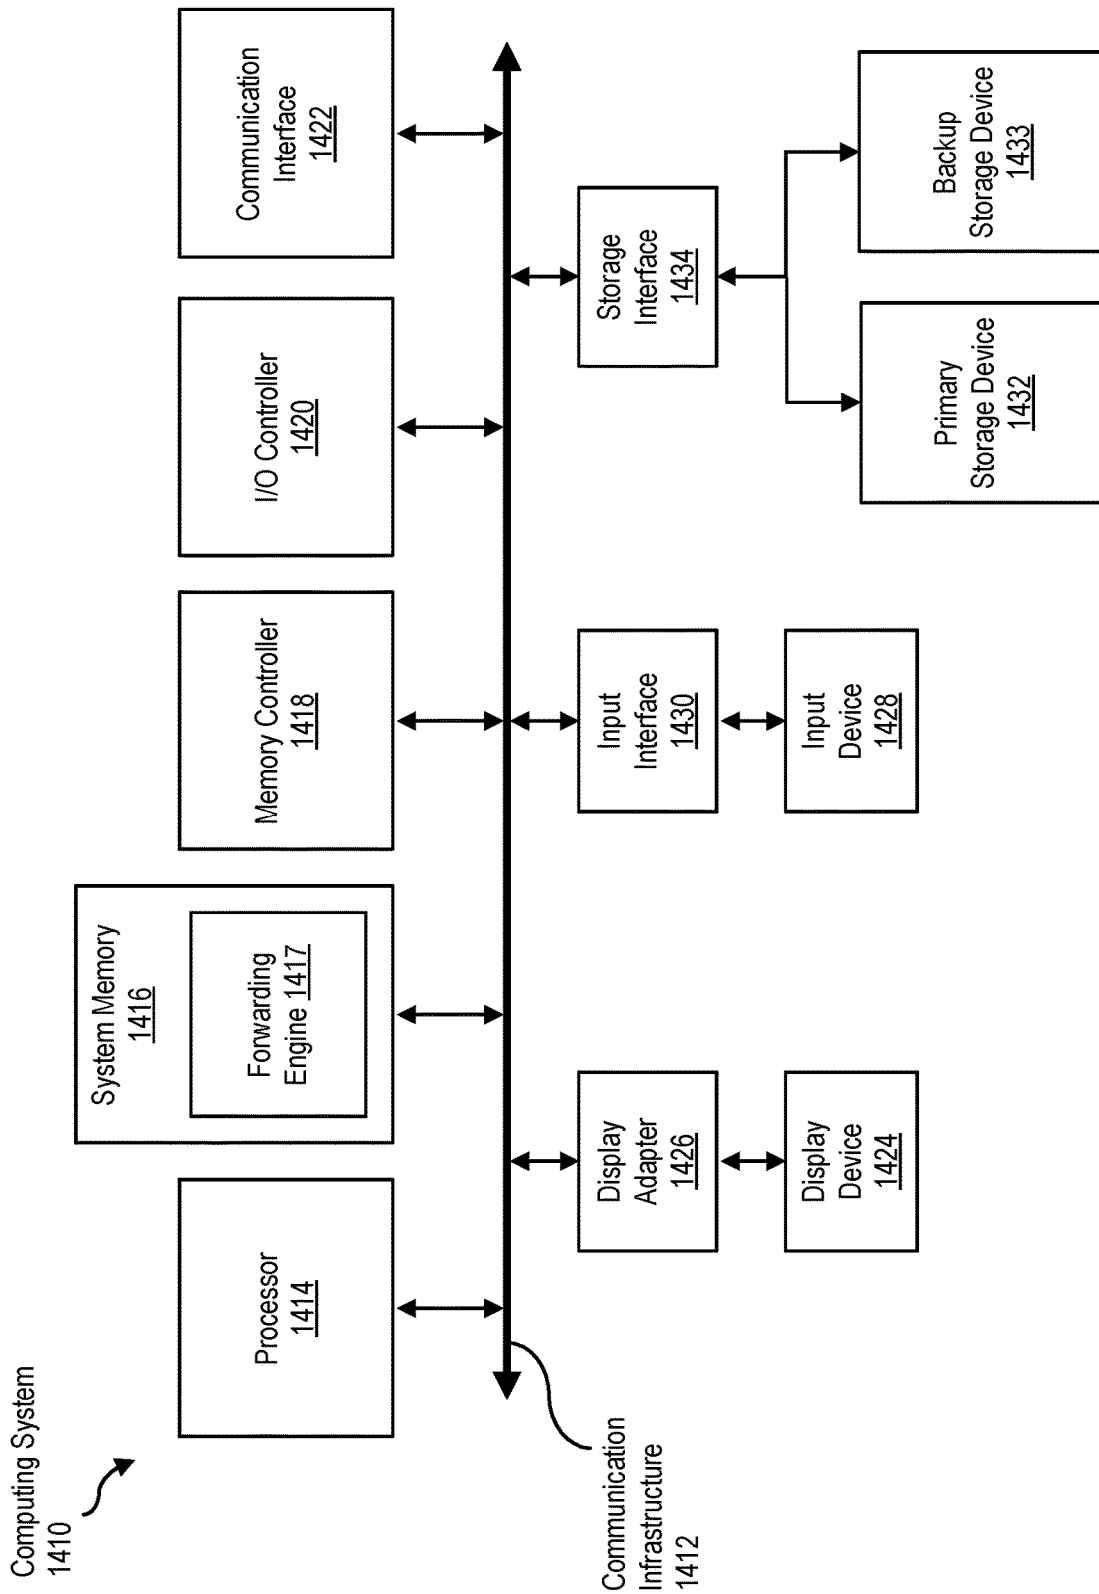 Computing System
1410
Processor
1414
System Memory
1416
Forwarding
Engine 1417
Memory Controller
1418
I/O Controller
1420
Communication
Interface
1422
Communication
Infrastructure
1412
Display
Adapter
1426
Input
Interface
1430
Storage
Interface
1434
Display
Device
1424
Input
Device
1428
Primary
Storage Device
1432
Backup
Storage Device
1433